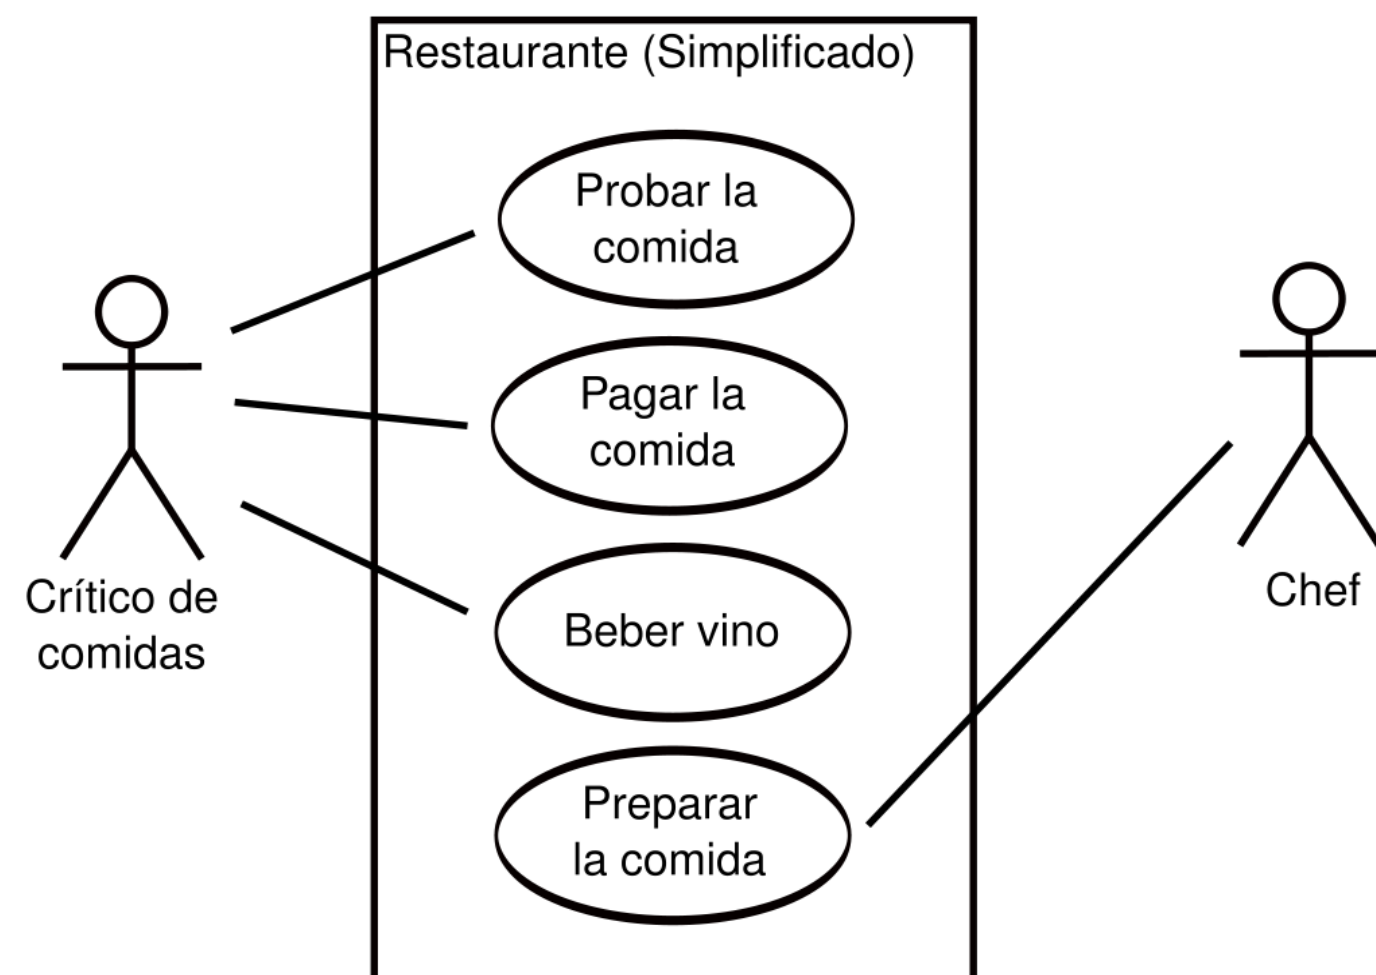 Restaurante (Simplificado)
Probar la
comida
Pagar la
comida
Beber vino
Preparar
la comida
Crítico de
comidas
Chef